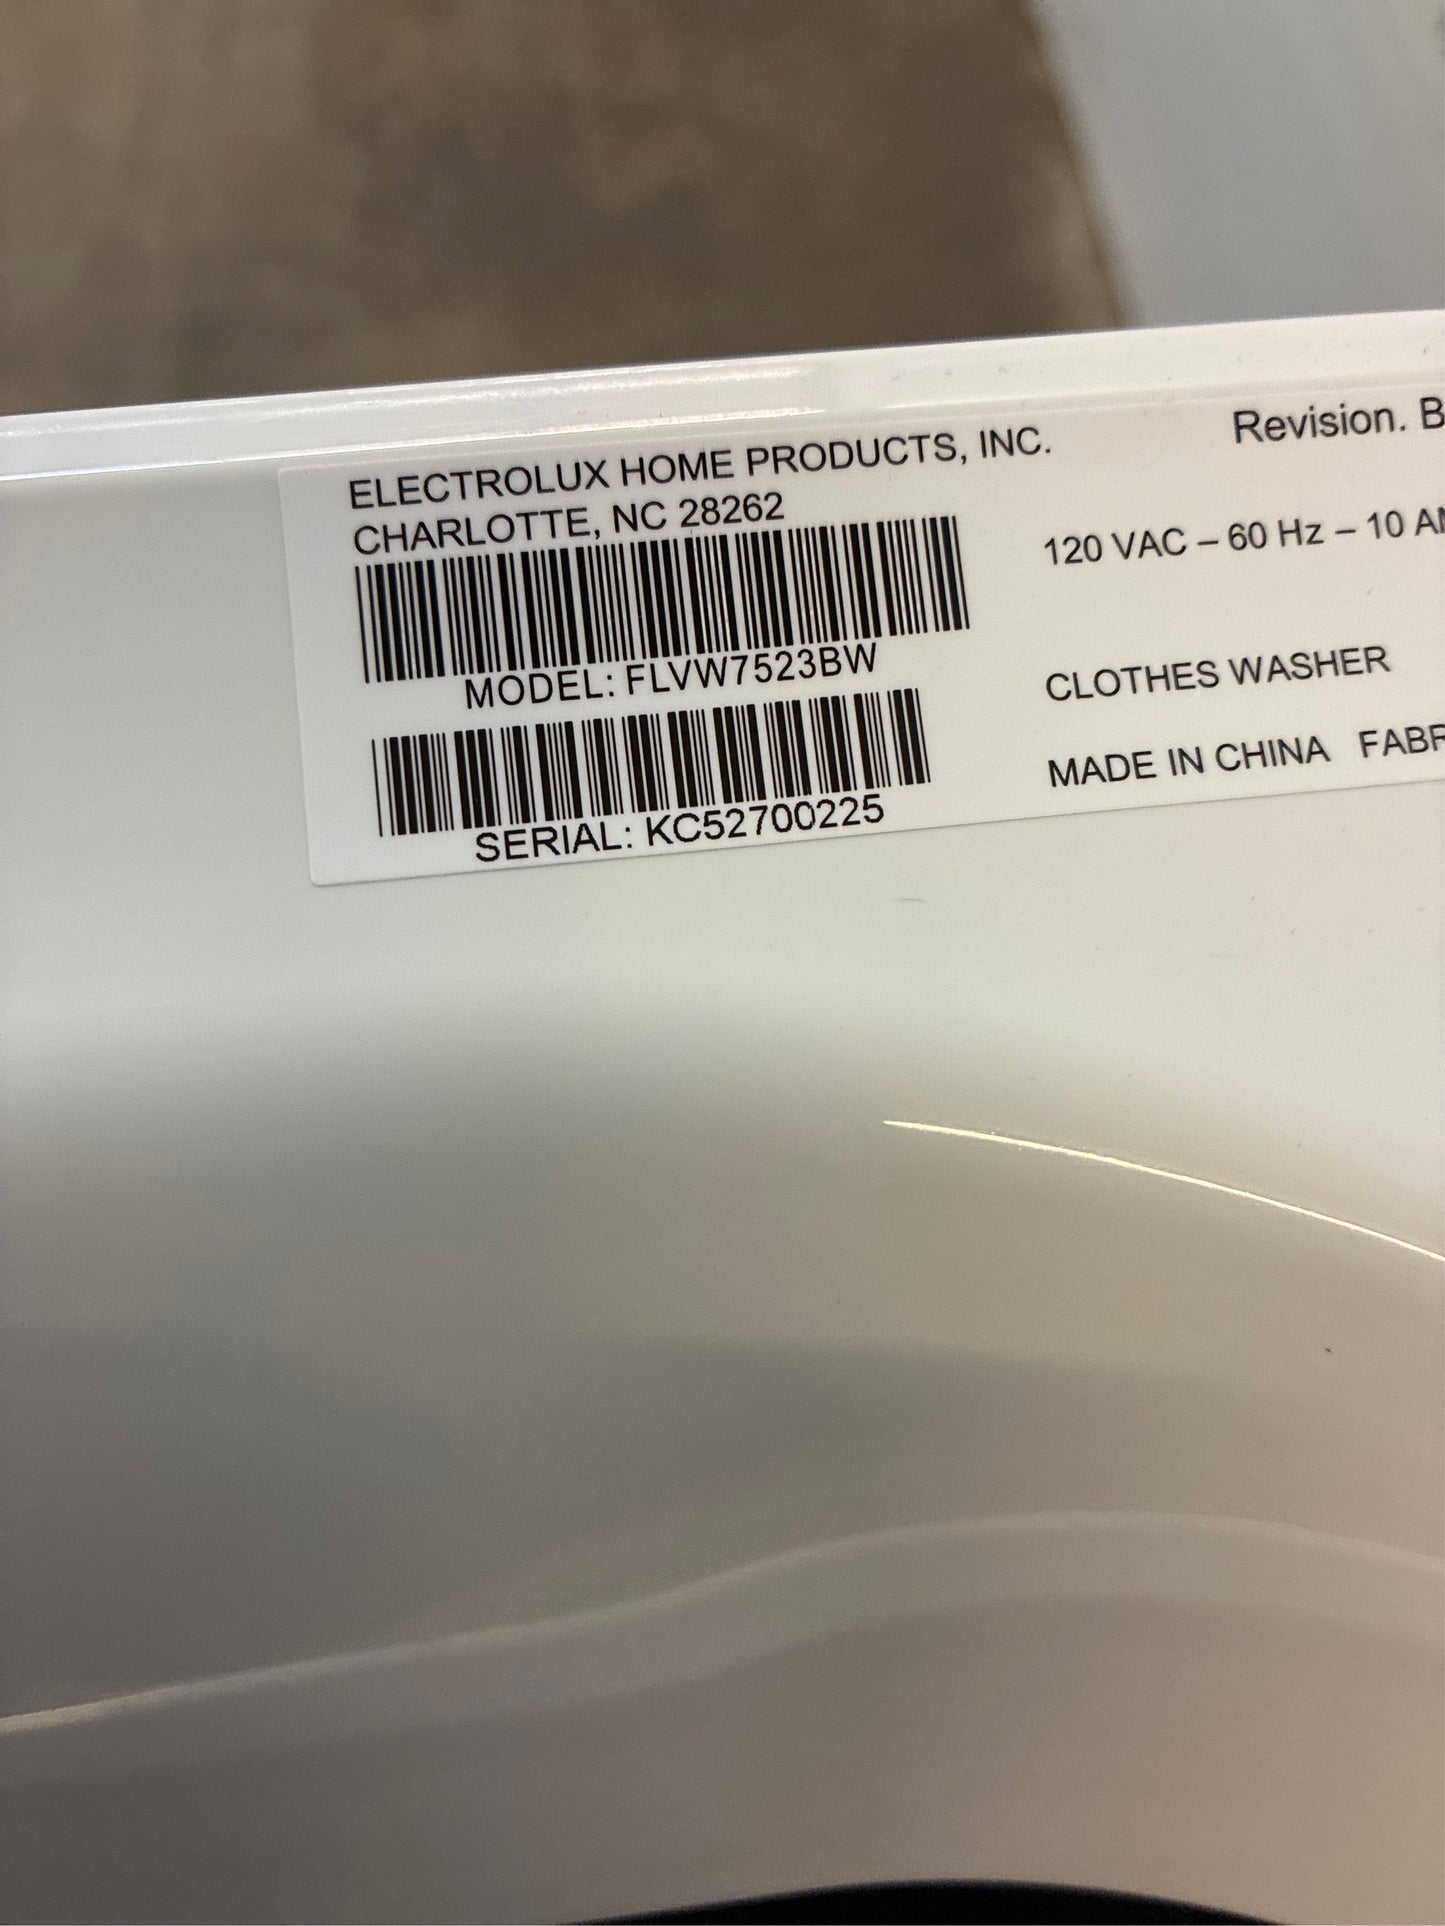 ELECTROLUX HOME PRODUCTS, INC.
CHARLOTTE, NC 28262
MODEL: FLVW7523BW
SERIAL: KC52700225
Revision. B
120 VAC – 60 Hz – 10
CLOTHES WASHER
MADE IN CHINA